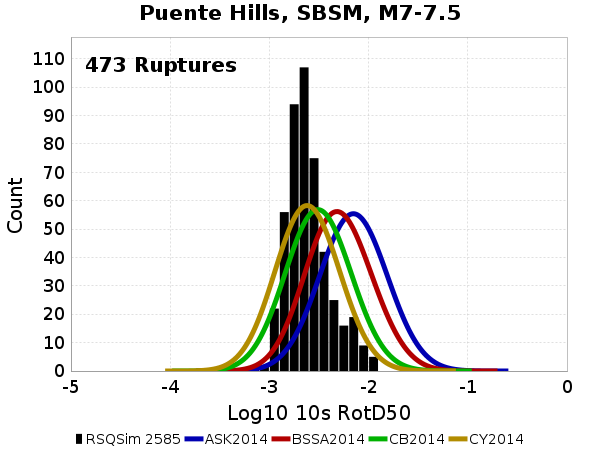 Puente Hills, SBSM, M7-7.5
473 Ruptures
110
100
90
80
70
60
50
40
30
20
10
0
Count
-5 -4 -3 -2 -1 0
Log10 10s RotD50
RSQSim 2585 ASK2014 BSSA2014 CB2014 CY2014